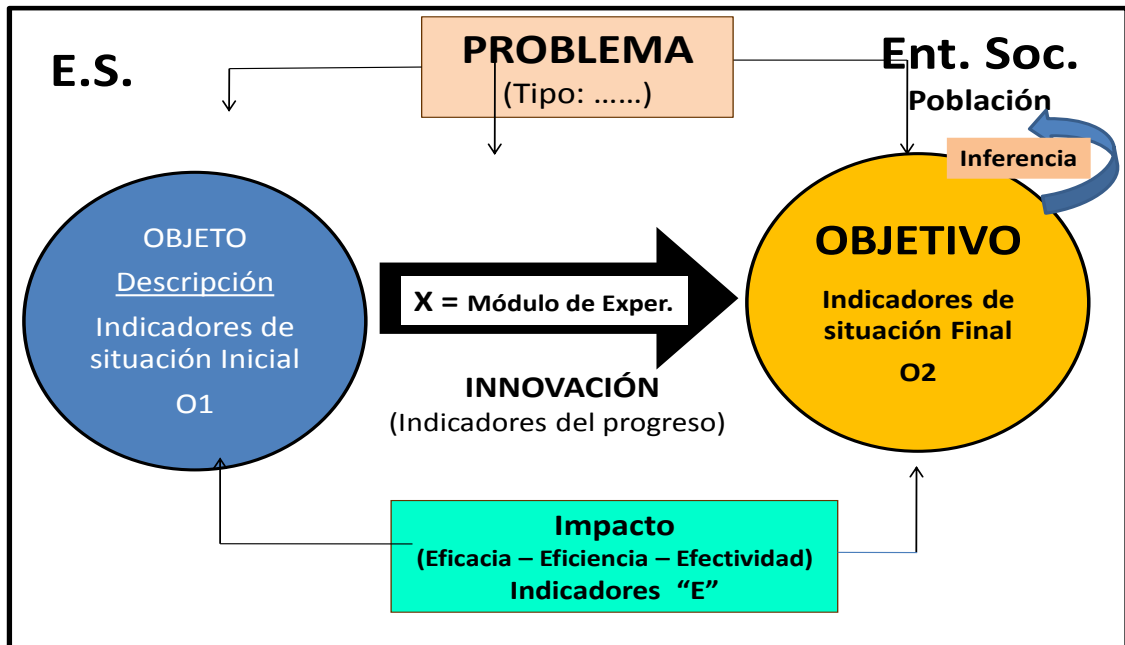 E.S.
PROBLEMA
(Tipo: ......)
Ent. Soc.
Población
Inferencia
OBJETO
Descripción
Indicadores de
situación Inicial
O1
X = Módulo de Exper.
INNOVACIÓN
(Indicadores del progreso)
OBJETIVO
Indicadores de
situación Final
O2
Impacto
(Eficacia – Eficiencia – Efectividad)
Indicadores “E”